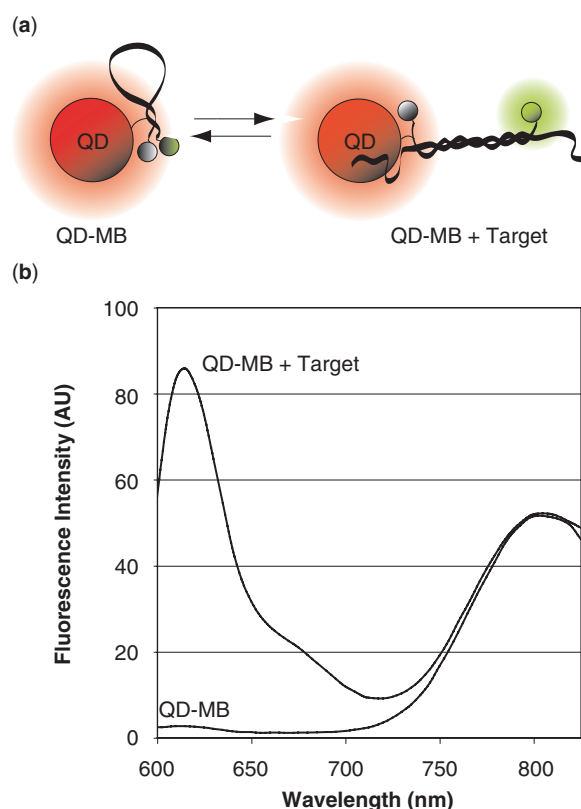 (a)
QD
QD
QD-MB
QD-MB + Target
(b)
100
QD-MB + Target
80
60
40
20
QD-MB
0
600
650
700
750
800
Fluorescence Intensity (AU)
Wavelength (nm)